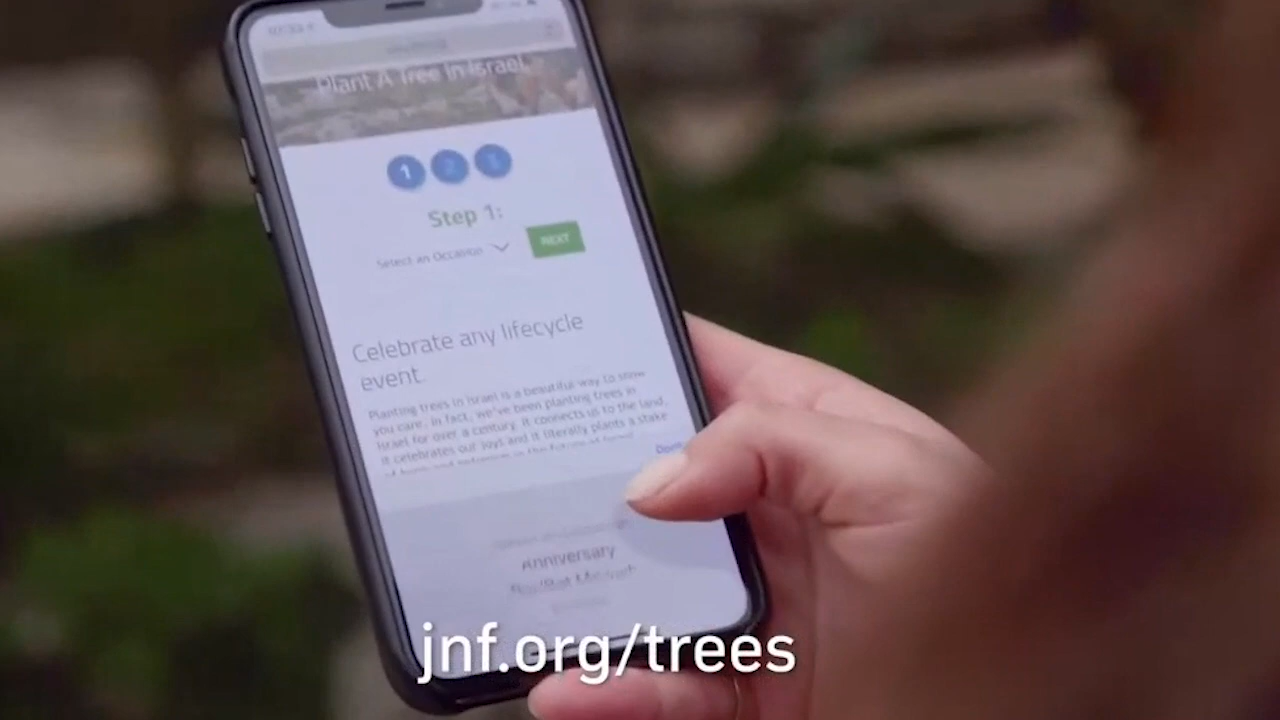 Plant A Tree In Israel
1 2 3
Step 1:
Select an Occasion
NEXT
Celebrate any lifecycle
event
Planting trees in Israel is a beautiful way to show
you care. In fact, we've been planting trees in
Israel for over a century. It connects us to the land,
it celebrates our joys and it literally plants a stake
Anniversary
jnf.org/trees